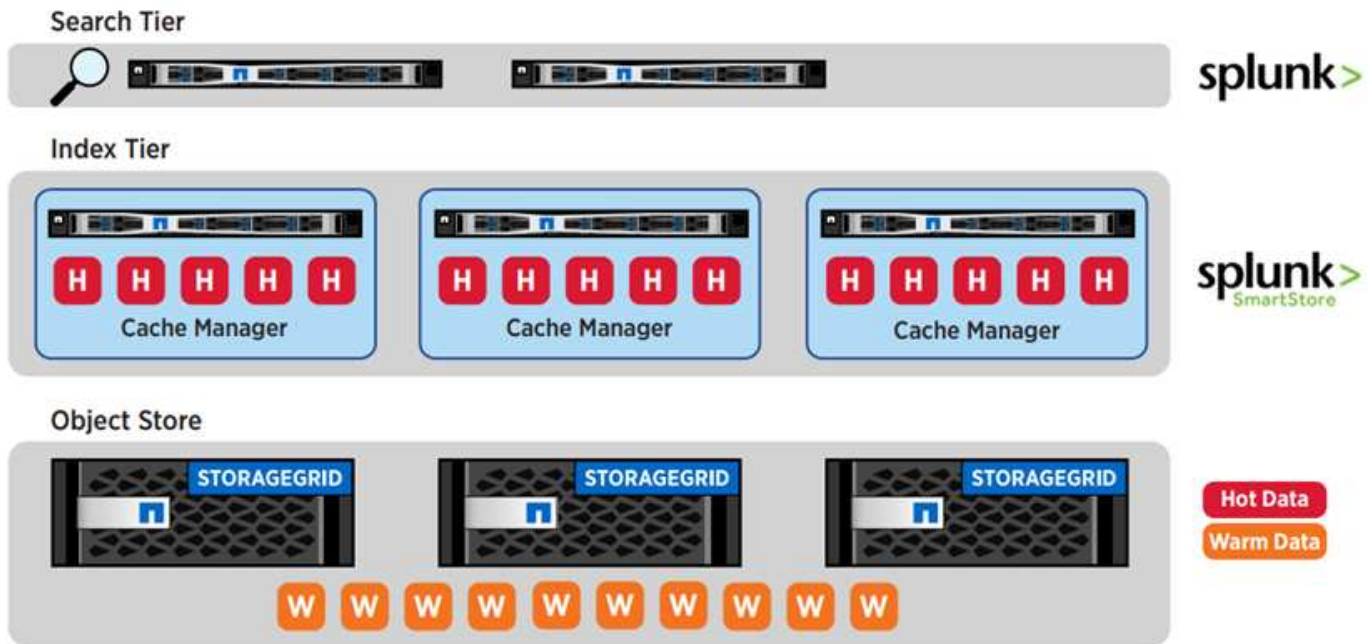 Search Tier
splunk>
Index Tier
H H H H H
H H H H H
H H H H H
Cache Manager
Cache Manager
Cache Manager
splunk>
SmartStore
Object Store
STORAGEGRID
STORAGEGRID
STORAGEGRID
Hot Data
Warm Data
W W W W W W W W W W